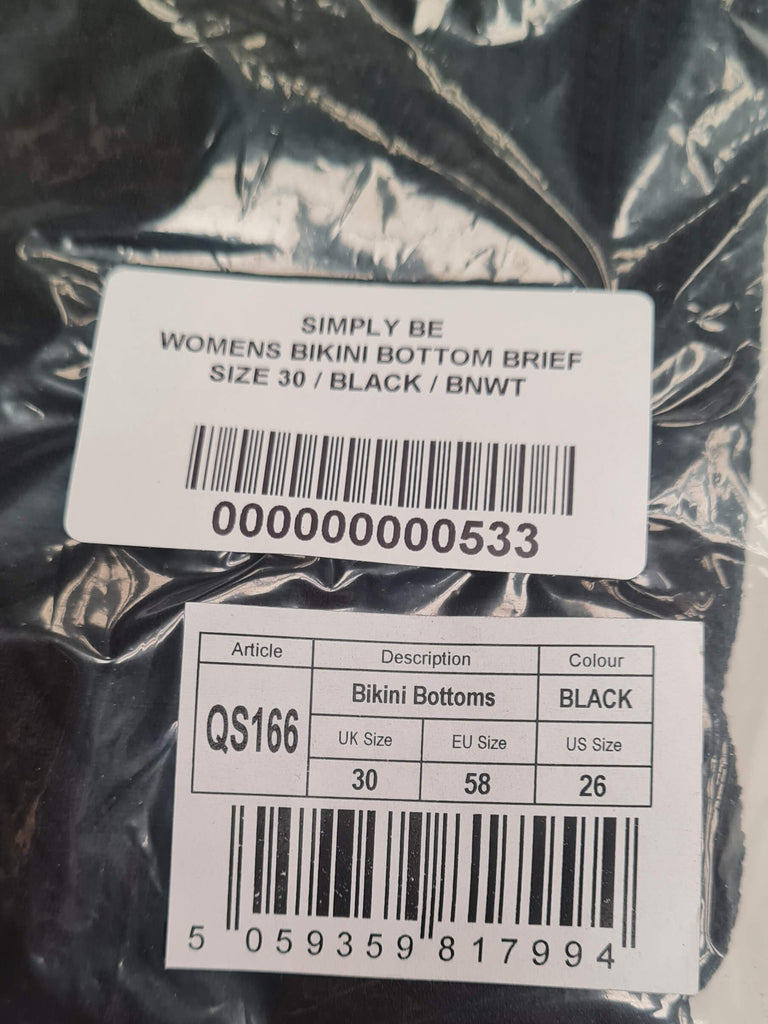 SIMPLY BE
WOMENS BIKINI BOTTOM BRIEF
SIZE 30 / BLACK / BNWT
000000000533
Article Description Colour
QS166 Bikini Bottoms BLACK
UK Size EU Size US Size
30 58 26
5 059359 817994